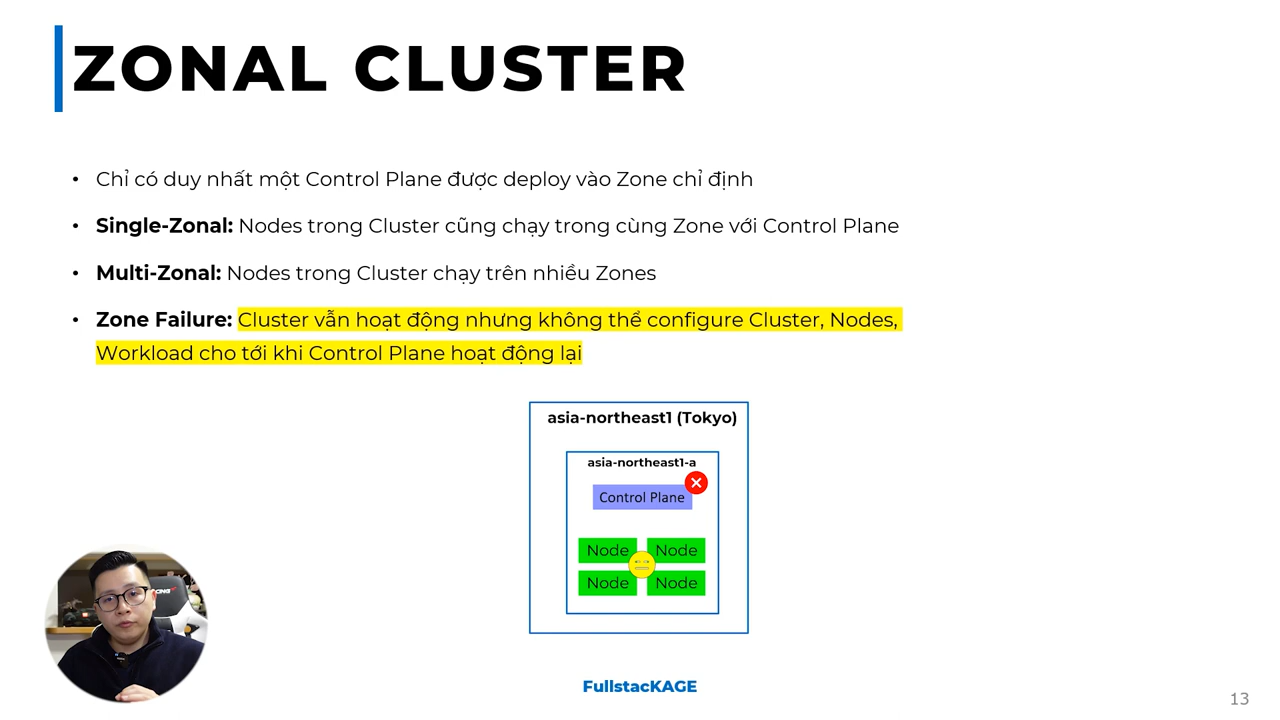 ZONAL CLUSTER
• Chỉ có duy nhất một Control Plane được deploy vào Zone chỉ định
• Single-Zonal: Nodes trong Cluster cũng chạy trong cùng Zone với Control Plane
• Multi-Zonal: Nodes trong Cluster chạy trên nhiều Zones
• Zone Failure: Cluster vẫn hoạt động nhưng không thể configure Cluster, Nodes,
Workload cho tới khi Control Plane hoạt động lại
asia-northeast1 (Tokyo)
asia-northeast1-a
Control Plane
Node Node
Node Node
FullstacKAGE
13